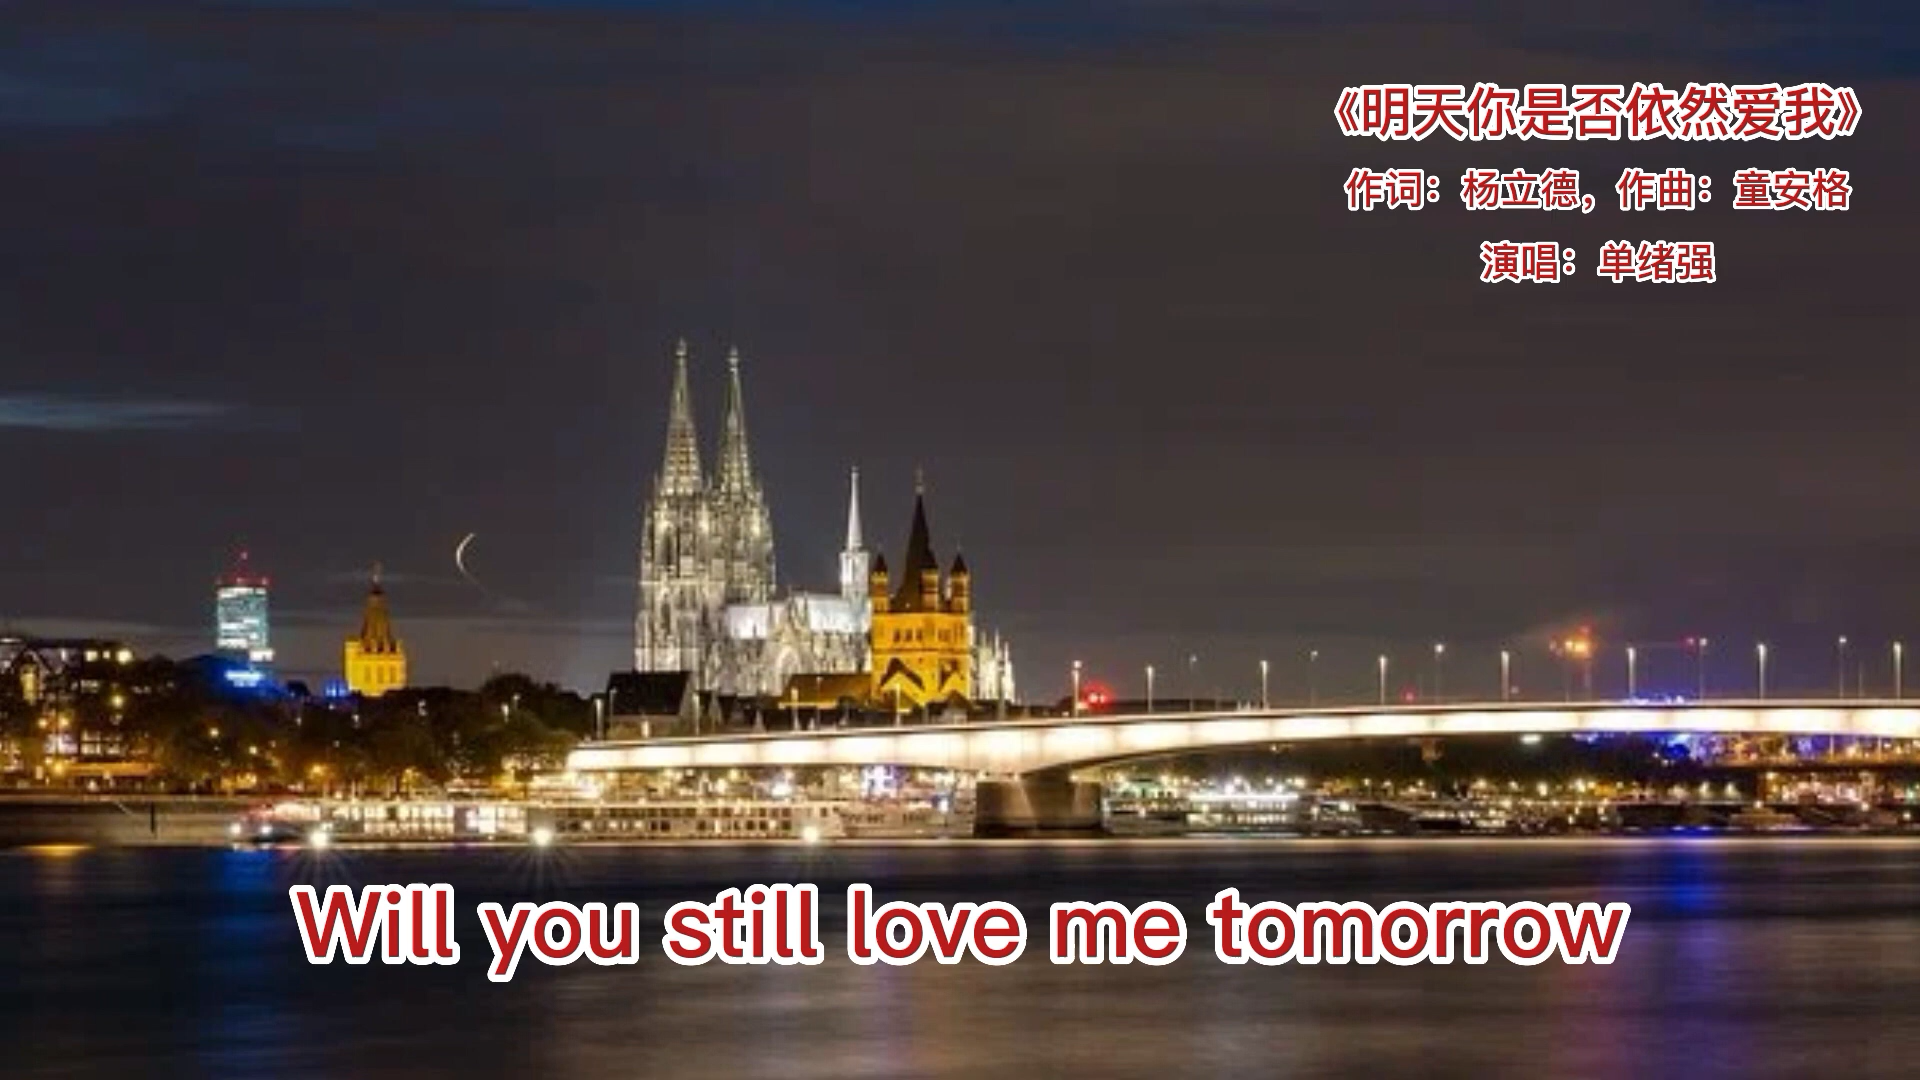 《明天你是否依然爱我》
作词：杨立德，作曲：童安格
演唱：单绪强
Will you still love me tomorrow